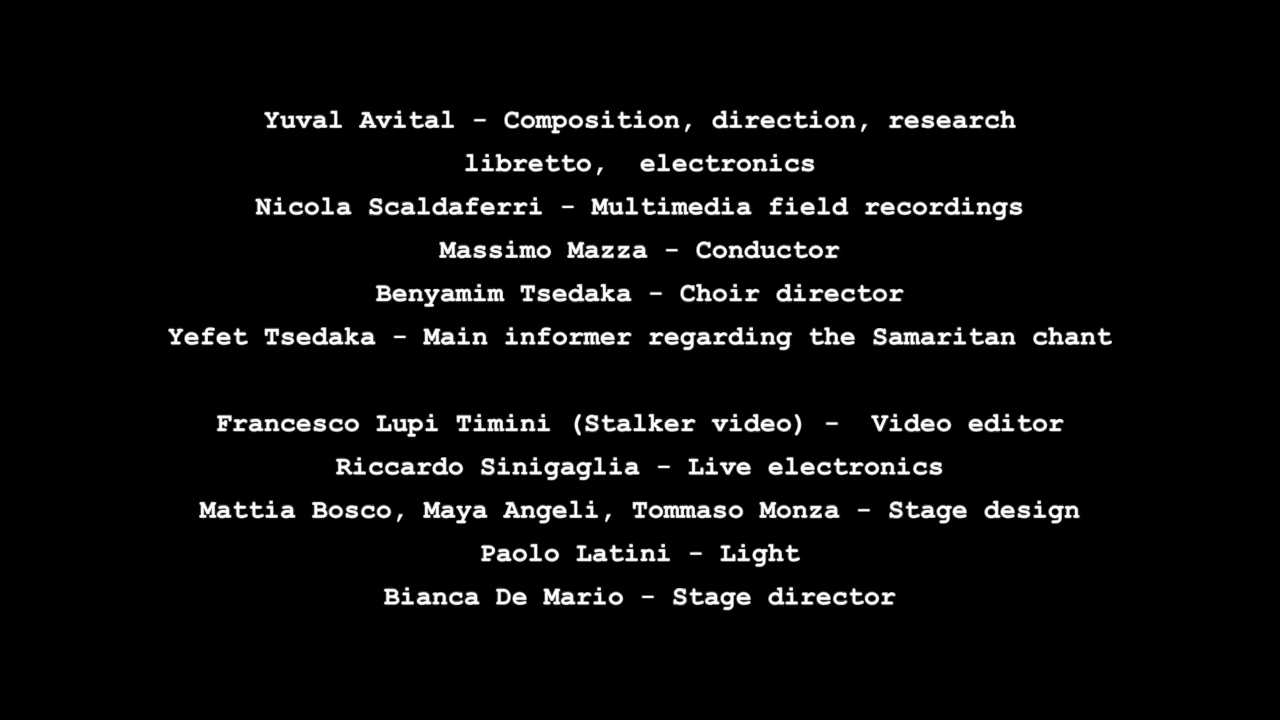 Yuval Avital - Composition, direction, research
libretto,  electronics
Nicola Scaldaferri - Multimedia field recordings
Massimo Mazza - Conductor
Benyamim Tsedaka - Choir director
Yefet Tsedaka - Main informer regarding the Samaritan chant
Francesco Lupi Timini (Stalker video) -  Video editor
Riccardo Sinigaglia - Live electronics
Mattia Bosco, Maya Angeli, Tommaso Monza - Stage design
Paolo Latini - Light
Bianca De Mario - Stage director